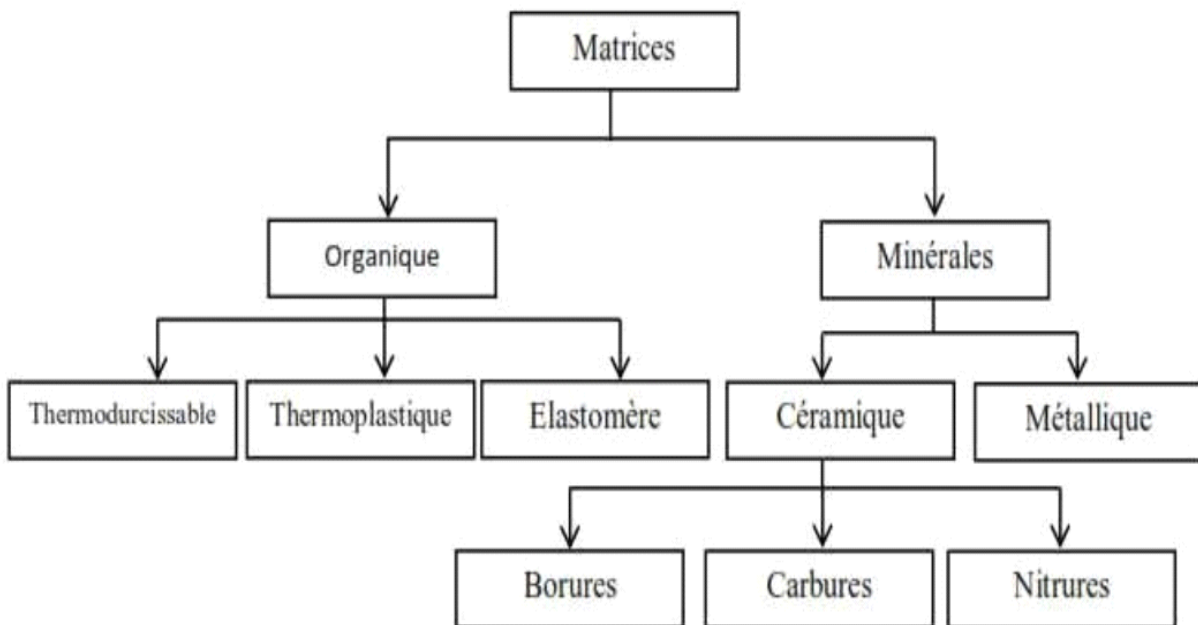 Matrices
Organique
Minérales
Thermodurcissable
Thermoplastique
Elastomère
Céramique
Métallique
Borures
Carbures
Nitrures